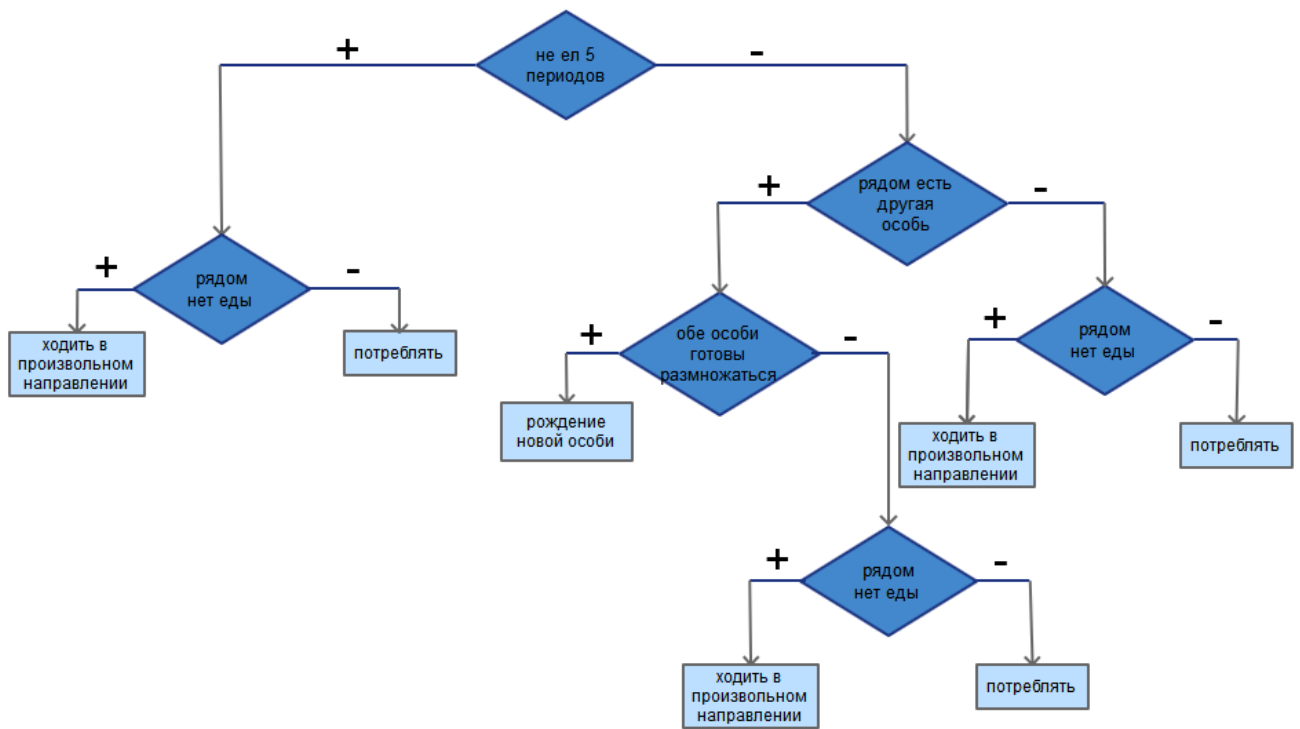 +
-
не ел 5
периодов
+
-
рядом есть
другая
особь
+
-
рядом
нет еды
ходить в
произвольном
направлении
потреблять
+
-
обе особи
готовы
размножаться
+
-
рядом
нет еды
рождение
новой особи
ходить в
произвольном
направлении
потреблять
+
-
рядом
нет еды
ходить в
произвольном
направлении
потреблять